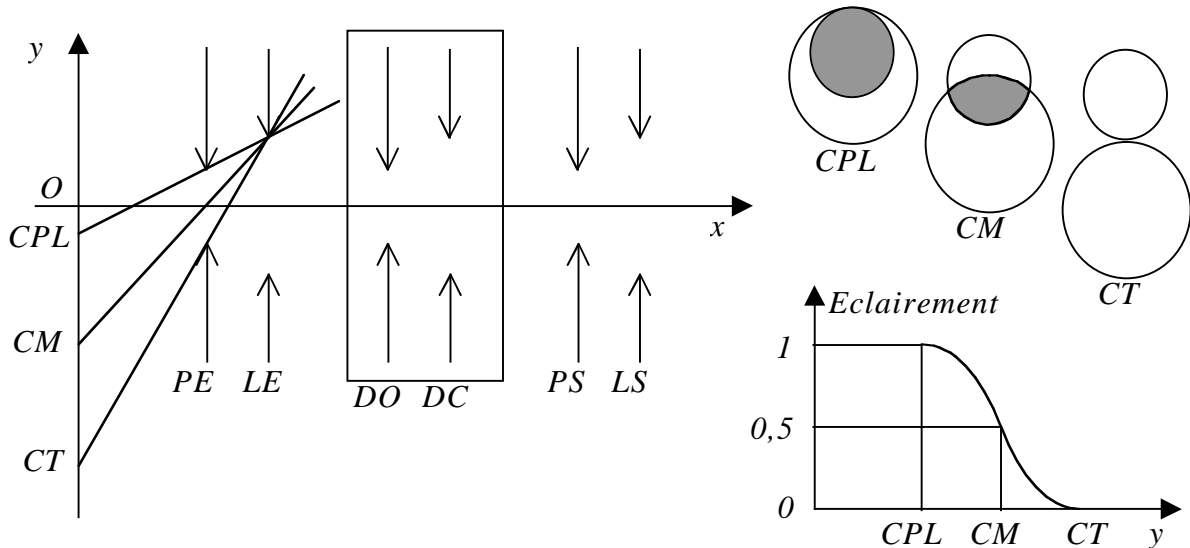 y
O
x
CPL
CM
CT
PE LE DO DC PS LS
CPL
CM
CT
Eclairement
1
0,5
0
CPL CM CT y